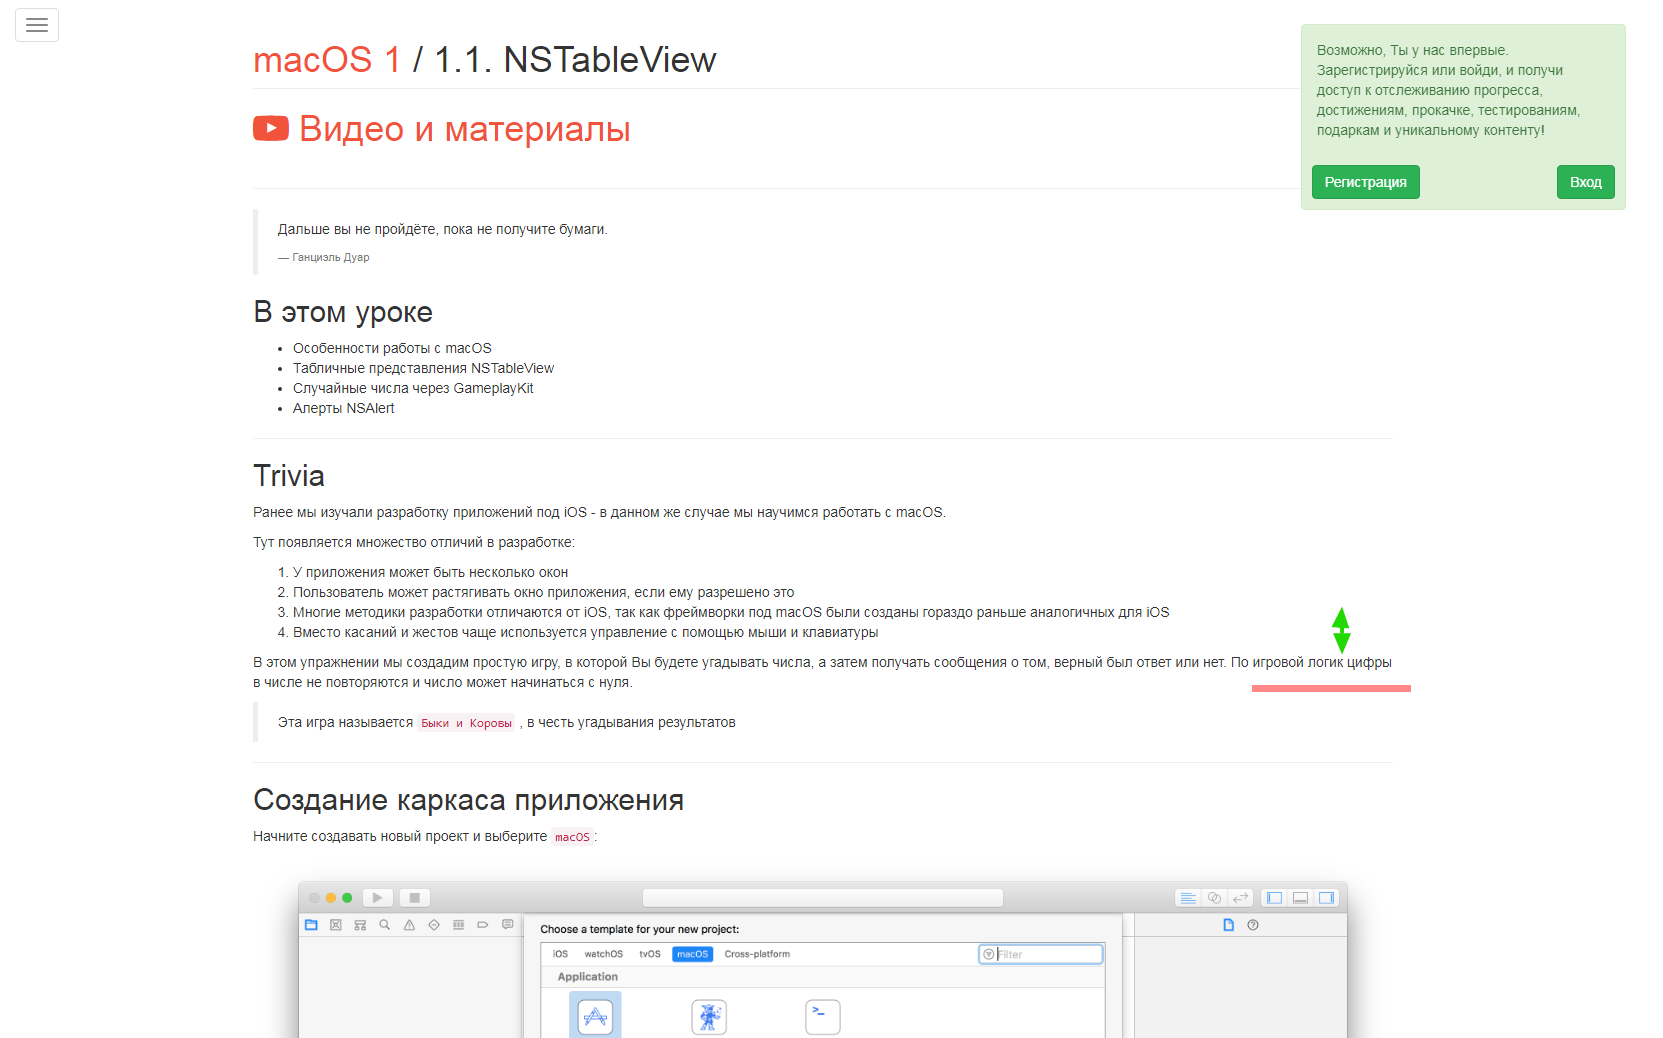 macOS 1 / 1.1. NSTableView
Возможно, Ты у нас впервые.
Зарегистрируйся или войди, и получи
доступ к отслеживанию прогресса,
достижениям, прокачке, тестированиям,
подаркам и уникальному контенту!
Регистрация
Вход
Видео и материалы
Дальше вы не пройдёте, пока не получите бумаги.
— Ганциэль Дуар
В этом уроке
• Особенности работы с macOS
• Табличные представления NSTableView
• Случайные числа через GameplayKit
• Алерты NSAlert
Trivia
Ранее мы изучали разработку приложений под iOS - в данном же случае мы научимся работать с macOS.
Тут появляется множество отличий в разработке:
1. У приложения может быть несколько окон
2. Пользователь может растягивать окно приложения, если ему разрешено это
3. Многие методики разработки отличаются от iOS, так как фреймворки под macOS были созданы гораздо раньше аналогичных для iOS
4. Вместо касаний и жестов чаще используется управление с помощью мыши и клавиатуры
В этом упражнении мы создадим простую игру, в которой Вы будете угадывать числа, а затем получать сообщения о том, верный был ответ или нет. По игровой логик цифры
в числе не повторяются и число может начинаться с нуля.
Эта игра называется Быки и Коровы , в честь угадывания результатов
Создание каркаса приложения
Начните создавать новый проект и выберите macOS :
Choose a template for your new project:
iOS watchOS tvOS macOS Cross-platform Filter
Application